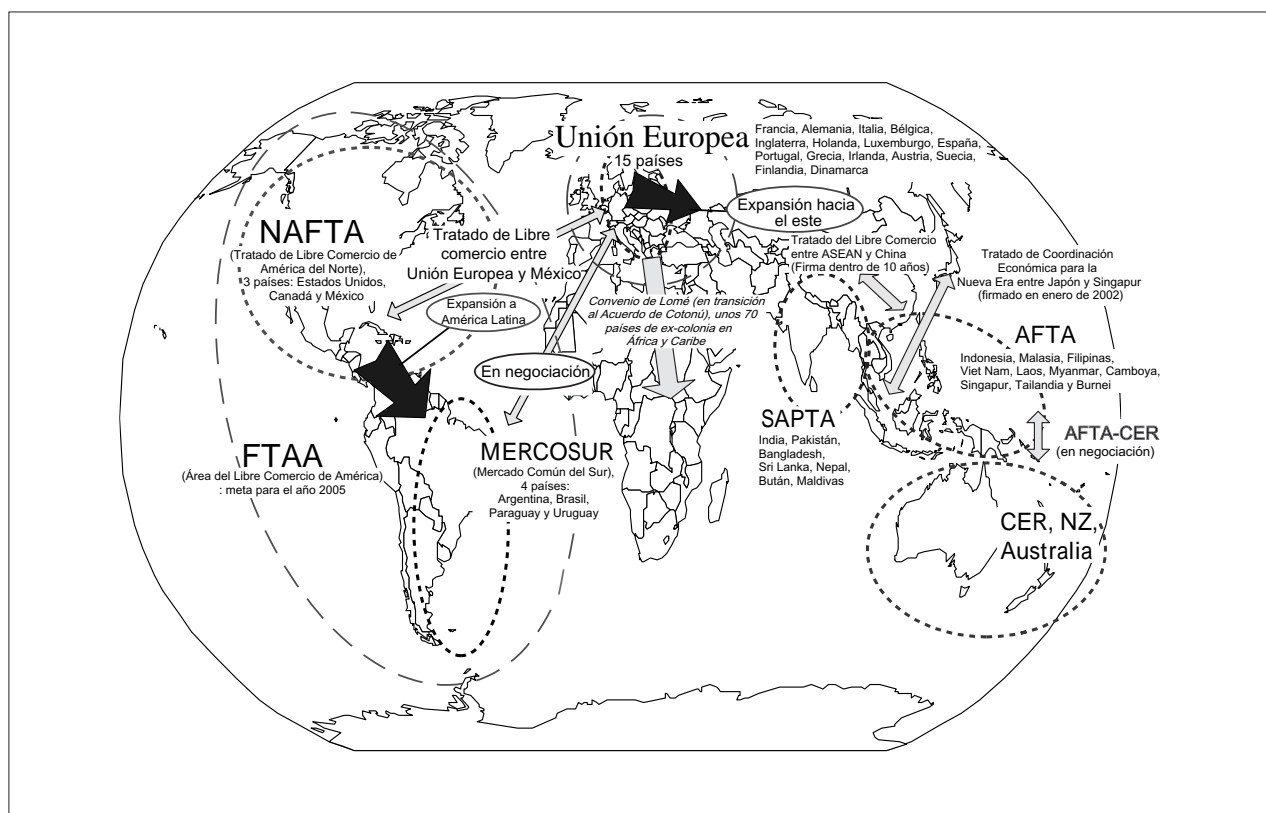 Unión Europea
15 países
Francia, Alemania, Italia, Bélgica,
Inglaterra, Holanda, Luxemburgo, España,
Portugal, Grecia, Irlanda, Austria, Suecia,
Finlandia, Dinamarca
Expansión hacia
el este
NAFTA
(Tratado de Libre Comercio de
América del Norte),
3 países: Estados Unidos,
Canadá y México
Tratado de Libre
comercio entre
Unión Europea y México
Expansión a
América Latina
Convenio de Lomé (en transición
al Acuerdo de Cotonú), unos 70
países de ex-colonia en
África y Caribe
En negociación
Tratado del Libre Comercio
entre ASEAN y China
(Firma dentro de 10 años)
Tratado de Coordinación
Económica para la
Nueva Era entre Japón y Singapur
(firmado en enero de 2002)
AFTA
Indonesia, Malasia, Filipinas,
Viet Nam, Laos, Myanmar, Camboya,
Singapur, Tailandia y Burnei
SAPTA
India, Pakistán,
Bangladesh,
Sri Lanka, Nepal,
Bután, Maldivas
AFTA-CER
(en negociación)
FTAA
(Área del Libre Comercio de América)
: meta para el año 2005
MERCOSUR
(Mercado Común del Sur),
4 países:
Argentina, Brasil,
Paraguay y Uruguay
CER, NZ,
Australia